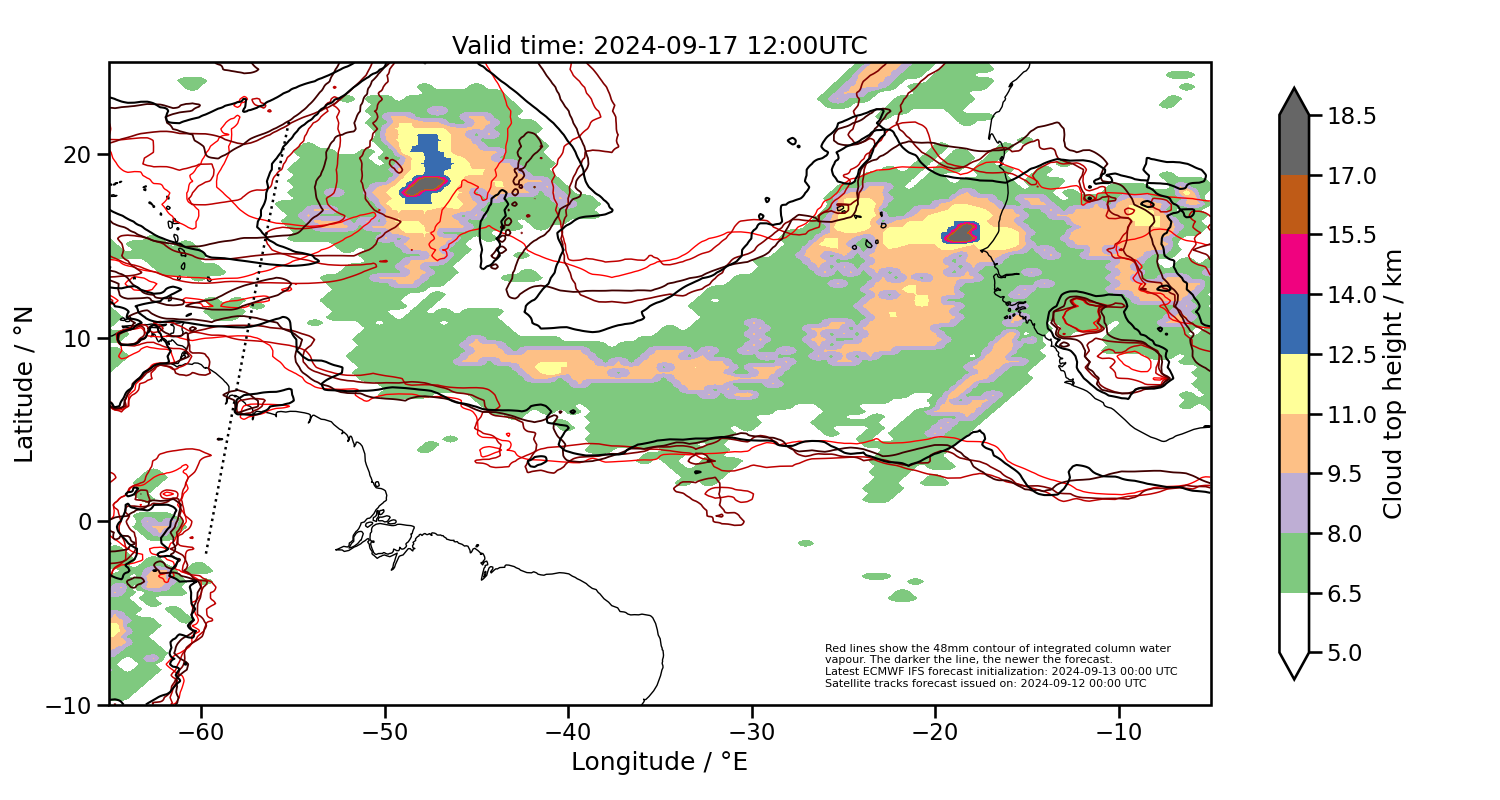 Valid time: 2024-09-17 12:00UTC
Latitude / °N
20
10
0
−10
−60
−50
−40
−30
−20
−10
Longitude / °E
Red lines show the 48mm contour of integrated column water
vapour. The darker the line, the newer the forecast.
Latest ECMWF IFS forecast initialization: 2024-09-13 00:00 UTC
Satellite tracks forecast issued on: 2024-09-12 00:00 UTC
18.5
17.0
15.5
14.0
12.5
11.0
9.5
8.0
6.5
5.0
Cloud top height / km